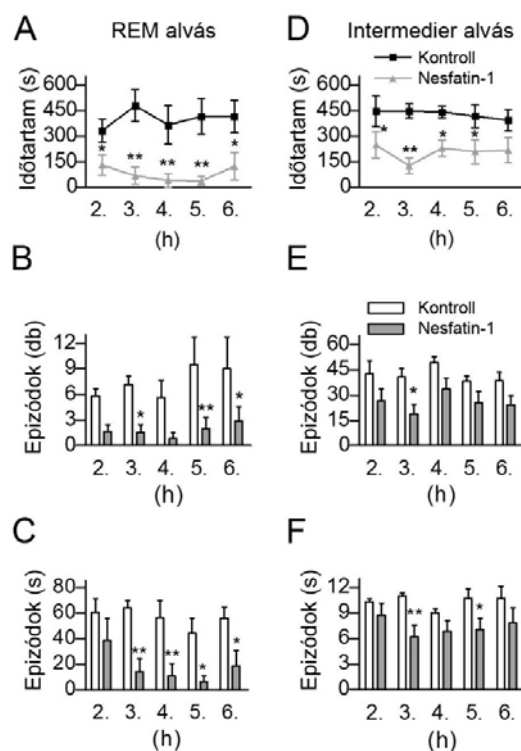 A
REM alvás
Időtartam (s)
600
450
300
150
0
*
**
**
**
*
2. 3. 4. 5. 6.
(h)
D
Intermedier alvás
Kontroll
Nesfatin-1
Időtartam (s)
600
450
300
150
0
*
**
*
*
2. 3. 4. 5. 6.
(h)
B
Epizódok (db)
12
9
6
3
0
*
**
*
2. 3. 4. 5. 6.
(h)
E
Kontroll
Nesfatin-1
Epizódok (db)
60
45
30
15
0
*
2. 3. 4. 5. 6.
(h)
C
Epizódok (s)
80
60
40
20
0
**
**
*
*
2. 3. 4. 5. 6.
(h)
F
Epizódok (s)
12
9
6
3
0
**
*
2. 3. 4. 5. 6.
(h)